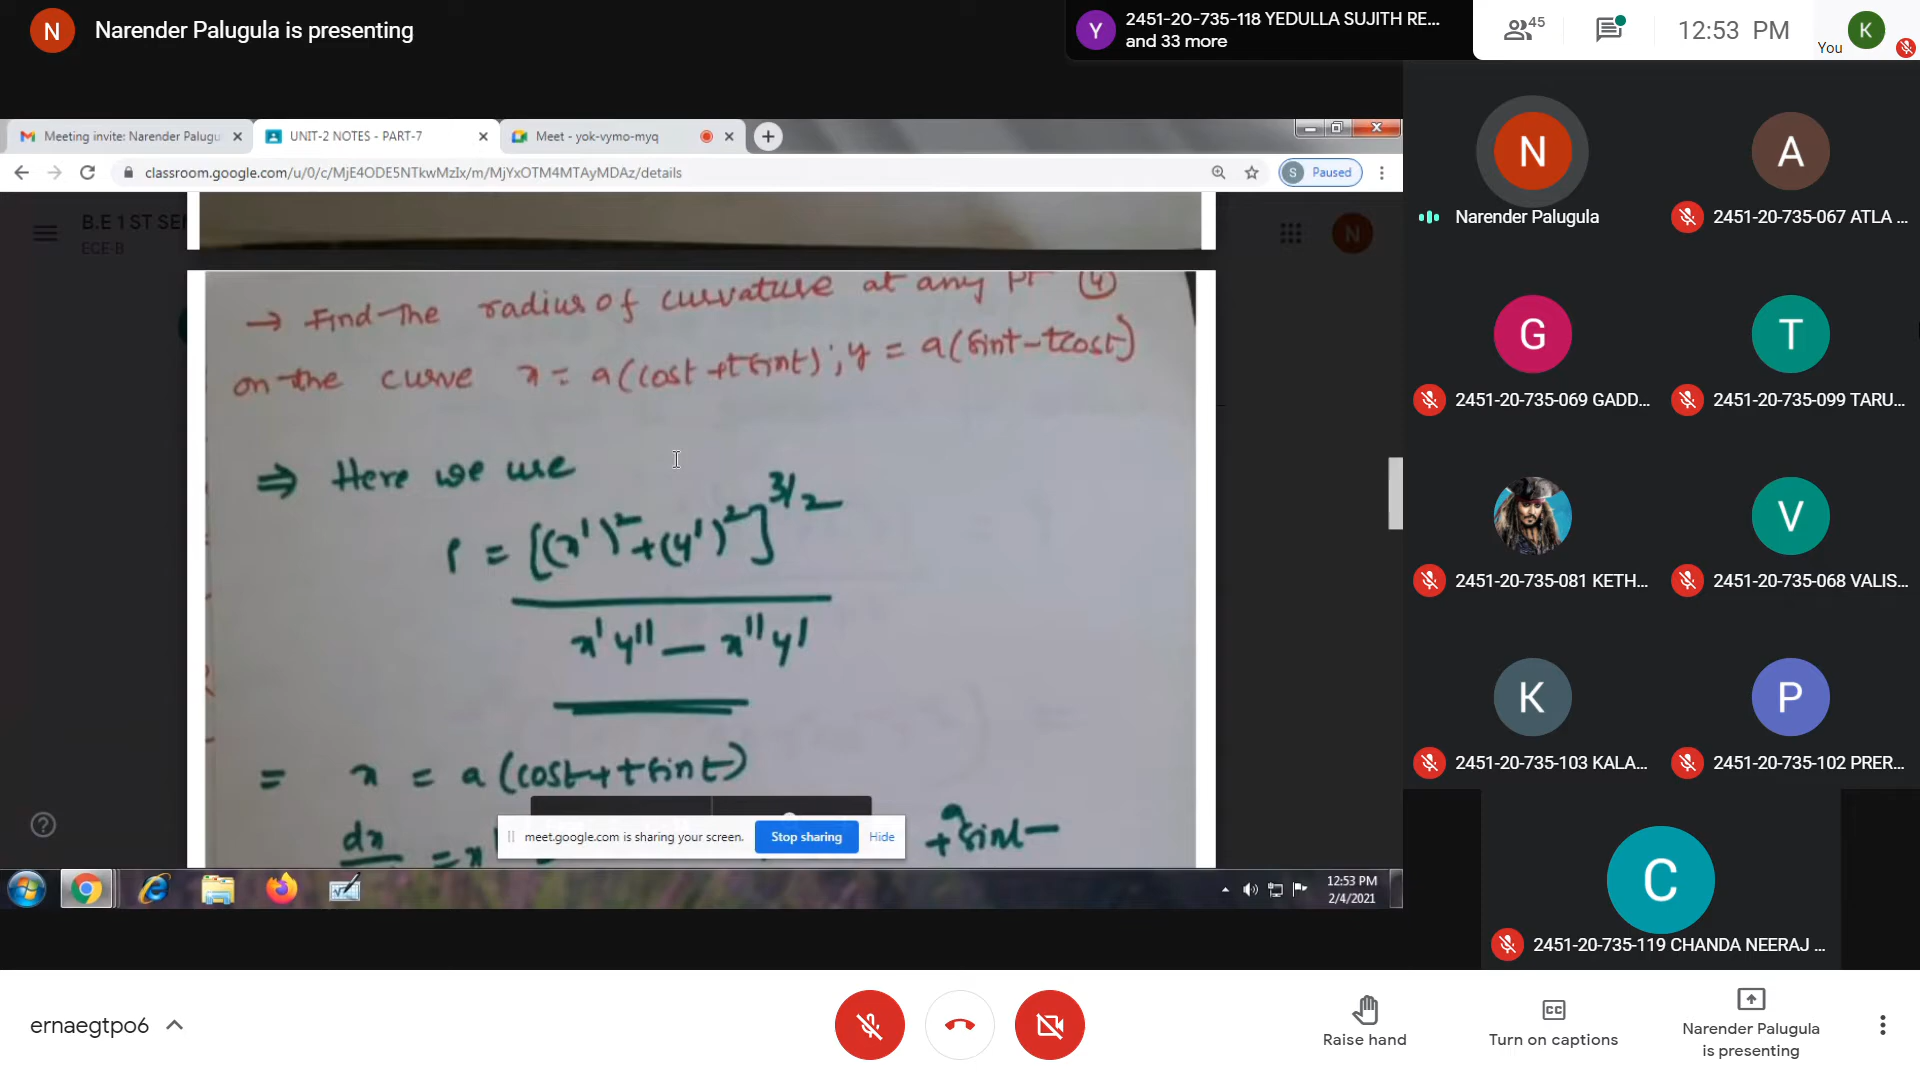 N Narender Palugula is presenting
Y 2451-20-735-118 YEDULLA SUJITH RE...
and 33 more
45
12:53 PM
You K
Meeting invite: Narender Palugu
UNIT-2 NOTES - PART-7
Meet - yok-vymo-myq
classroom.google.com/u/0/c/MjE4ODE5NTkwMzIx/m/MjYxOTM4MTAyMDAz/details
S Paused
B.E 1 ST SE
ECE-B
N
→ Find the radius of curvature at any pt (4)
on the curve x = a(cost+tsint); y = a(sint-tcost)
⇒ Here we use
ρ = [(x')²+(y')²]^3/2
x'y'' - x''y'
= x = a(cost+tsint)
dx = x'
+ sint -
meet.google.com is sharing your screen. Stop sharing Hide
12:53 PM
2/4/2021
N
Narender Palugula
A
2451-20-735-067 ATLA ...
G
2451-20-735-069 GADD...
T
2451-20-735-099 TARU...
2451-20-735-081 KETH...
V
2451-20-735-068 VALIS...
K
2451-20-735-103 KALA...
P
2451-20-735-102 PRER...
C
2451-20-735-119 CHANDA NEERAJ ...
ernaegtpo6
Raise hand
CC
Turn on captions
Narender Palugula
is presenting